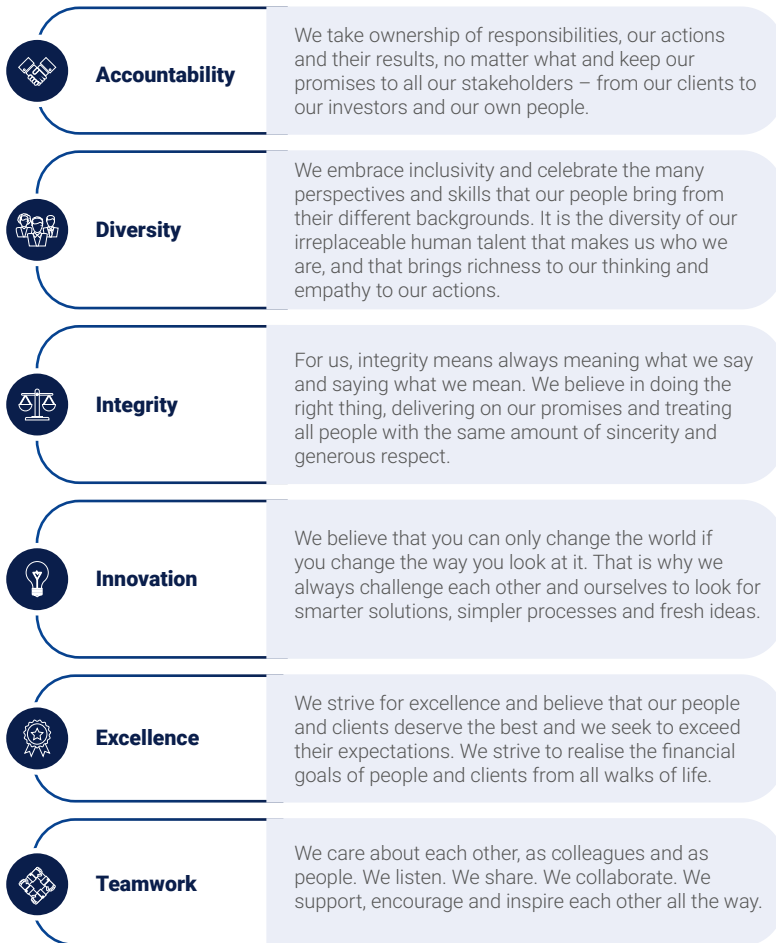 Accountability
We take ownership of responsibilities, our actions
and their results, no matter what and keep our
promises to all our stakeholders – from our clients to
our investors and our own people.
Diversity
We embrace inclusivity and celebrate the many
perspectives and skills that our people bring from
their different backgrounds. It is the diversity of our
irreplaceable human talent that makes us who we
are, and that brings richness to our thinking and
empathy to our actions.
Integrity
For us, integrity means always meaning what we say
and saying what we mean. We believe in doing the
right thing, delivering on our promises and treating
all people with the same amount of sincerity and
generous respect.
Innovation
We believe that you can only change the world if
you change the way you look at it. That is why we
always challenge each other and ourselves to look for
smarter solutions, simpler processes and fresh ideas.
Excellence
We strive for excellence and believe that our people
and clients deserve the best and we seek to exceed
their expectations. We strive to realise the financial
goals of people and clients from all walks of life.
Teamwork
We care about each other, as colleagues and as
people. We listen. We share. We collaborate. We
support, encourage and inspire each other all the way.